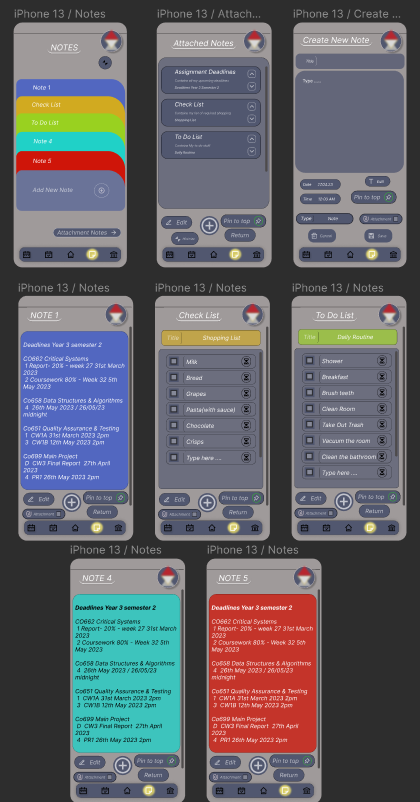 iPhone 13 / Notes
NOTES
Note 1
Check List
To Do List
Note 4
Note 5
Add New Note
Attachment Notes
iPhone 13 / Attach...
Attached Notes
Assignment Deadlines
Deadlines Year 3 Semester 2
Check List
Shopping List
To Do List
Daily Routine
Edit
Pin to top
Return
iPhone 13 / Create ...
Create New Note
Title
Type ....
Date
Time
10:00 AM
Edit
Pin to top
Type
Note
Attachment
Cancel
Save
iPhone 13 / Notes
NOTE 1
Deadlines Year 3 semester 2
CO662 Critical Systems
1 Report- 20% - week 27 31st March
2023
2 Coursework 80% - Week 32 5th
May 2023
Co658 Data Structures & Algorithms
4 26th May 2023 / 26/05/23
midnight
Co651 Quality Assurance & Testing
1 CW1A 31st March 2023 2pm
3 CW1B 12th May 2023 2pm
Co699 Main Project
D CW3 Final Report 27th April
2023
4 PR1 26th May 2023 2pm
Edit
Pin to top
Attachment
Return
iPhone 13 / Notes
Check List
Title
Shopping List
Milk
Bread
Grapes
Pasta(with sauce)
Chocolate
Crisps
Type here ....
Edit
Pin to top
Attachment
Return
iPhone 13 / Notes
To Do List
Title
Daily Routine
Shower
Breakfast
Brush teeth
Clean Room
Take Out Trash
Vacuum the room
Clean the bathroom
Type here ....
Edit
Pin to top
Attachment
Return
iPhone 13 / Notes
NOTE 4
Deadlines Year 3 semester 2
CO662 Critical Systems
1 Report- 20% - week 27 31st March
2023
2 Coursework 80% - Week 32 5th
May 2023
Co658 Data Structures & Algorithms
4 26th May 2023 / 26/05/23
midnight
Co651 Quality Assurance & Testing
1 CW1A 31st March 2023 2pm
3 CW1B 12th May 2023 2pm
Co699 Main Project
D CW3 Final Report 27th April
2023
4 PR1 26th May 2023 2pm
Edit
Pin to top
Attachment
Return
iPhone 13 / Notes
NOTE 5
Deadlines Year 3 semester 2
CO662 Critical Systems
1 Report- 20% - week 27 31st March
2023
2 Coursework 80% - Week 32 5th
May 2023
Co658 Data Structures & Algorithms
4 26th May 2023 / 26/05/23
midnight
Co651 Quality Assurance & Testing
1 CW1A 31st March 2023 2pm
3 CW1B 12th May 2023 2pm
Co699 Main Project
D CW3 Final Report 27th April
2023
4 PR1 26th May 2023 2pm
Edit
Pin to top
Attachment
Return